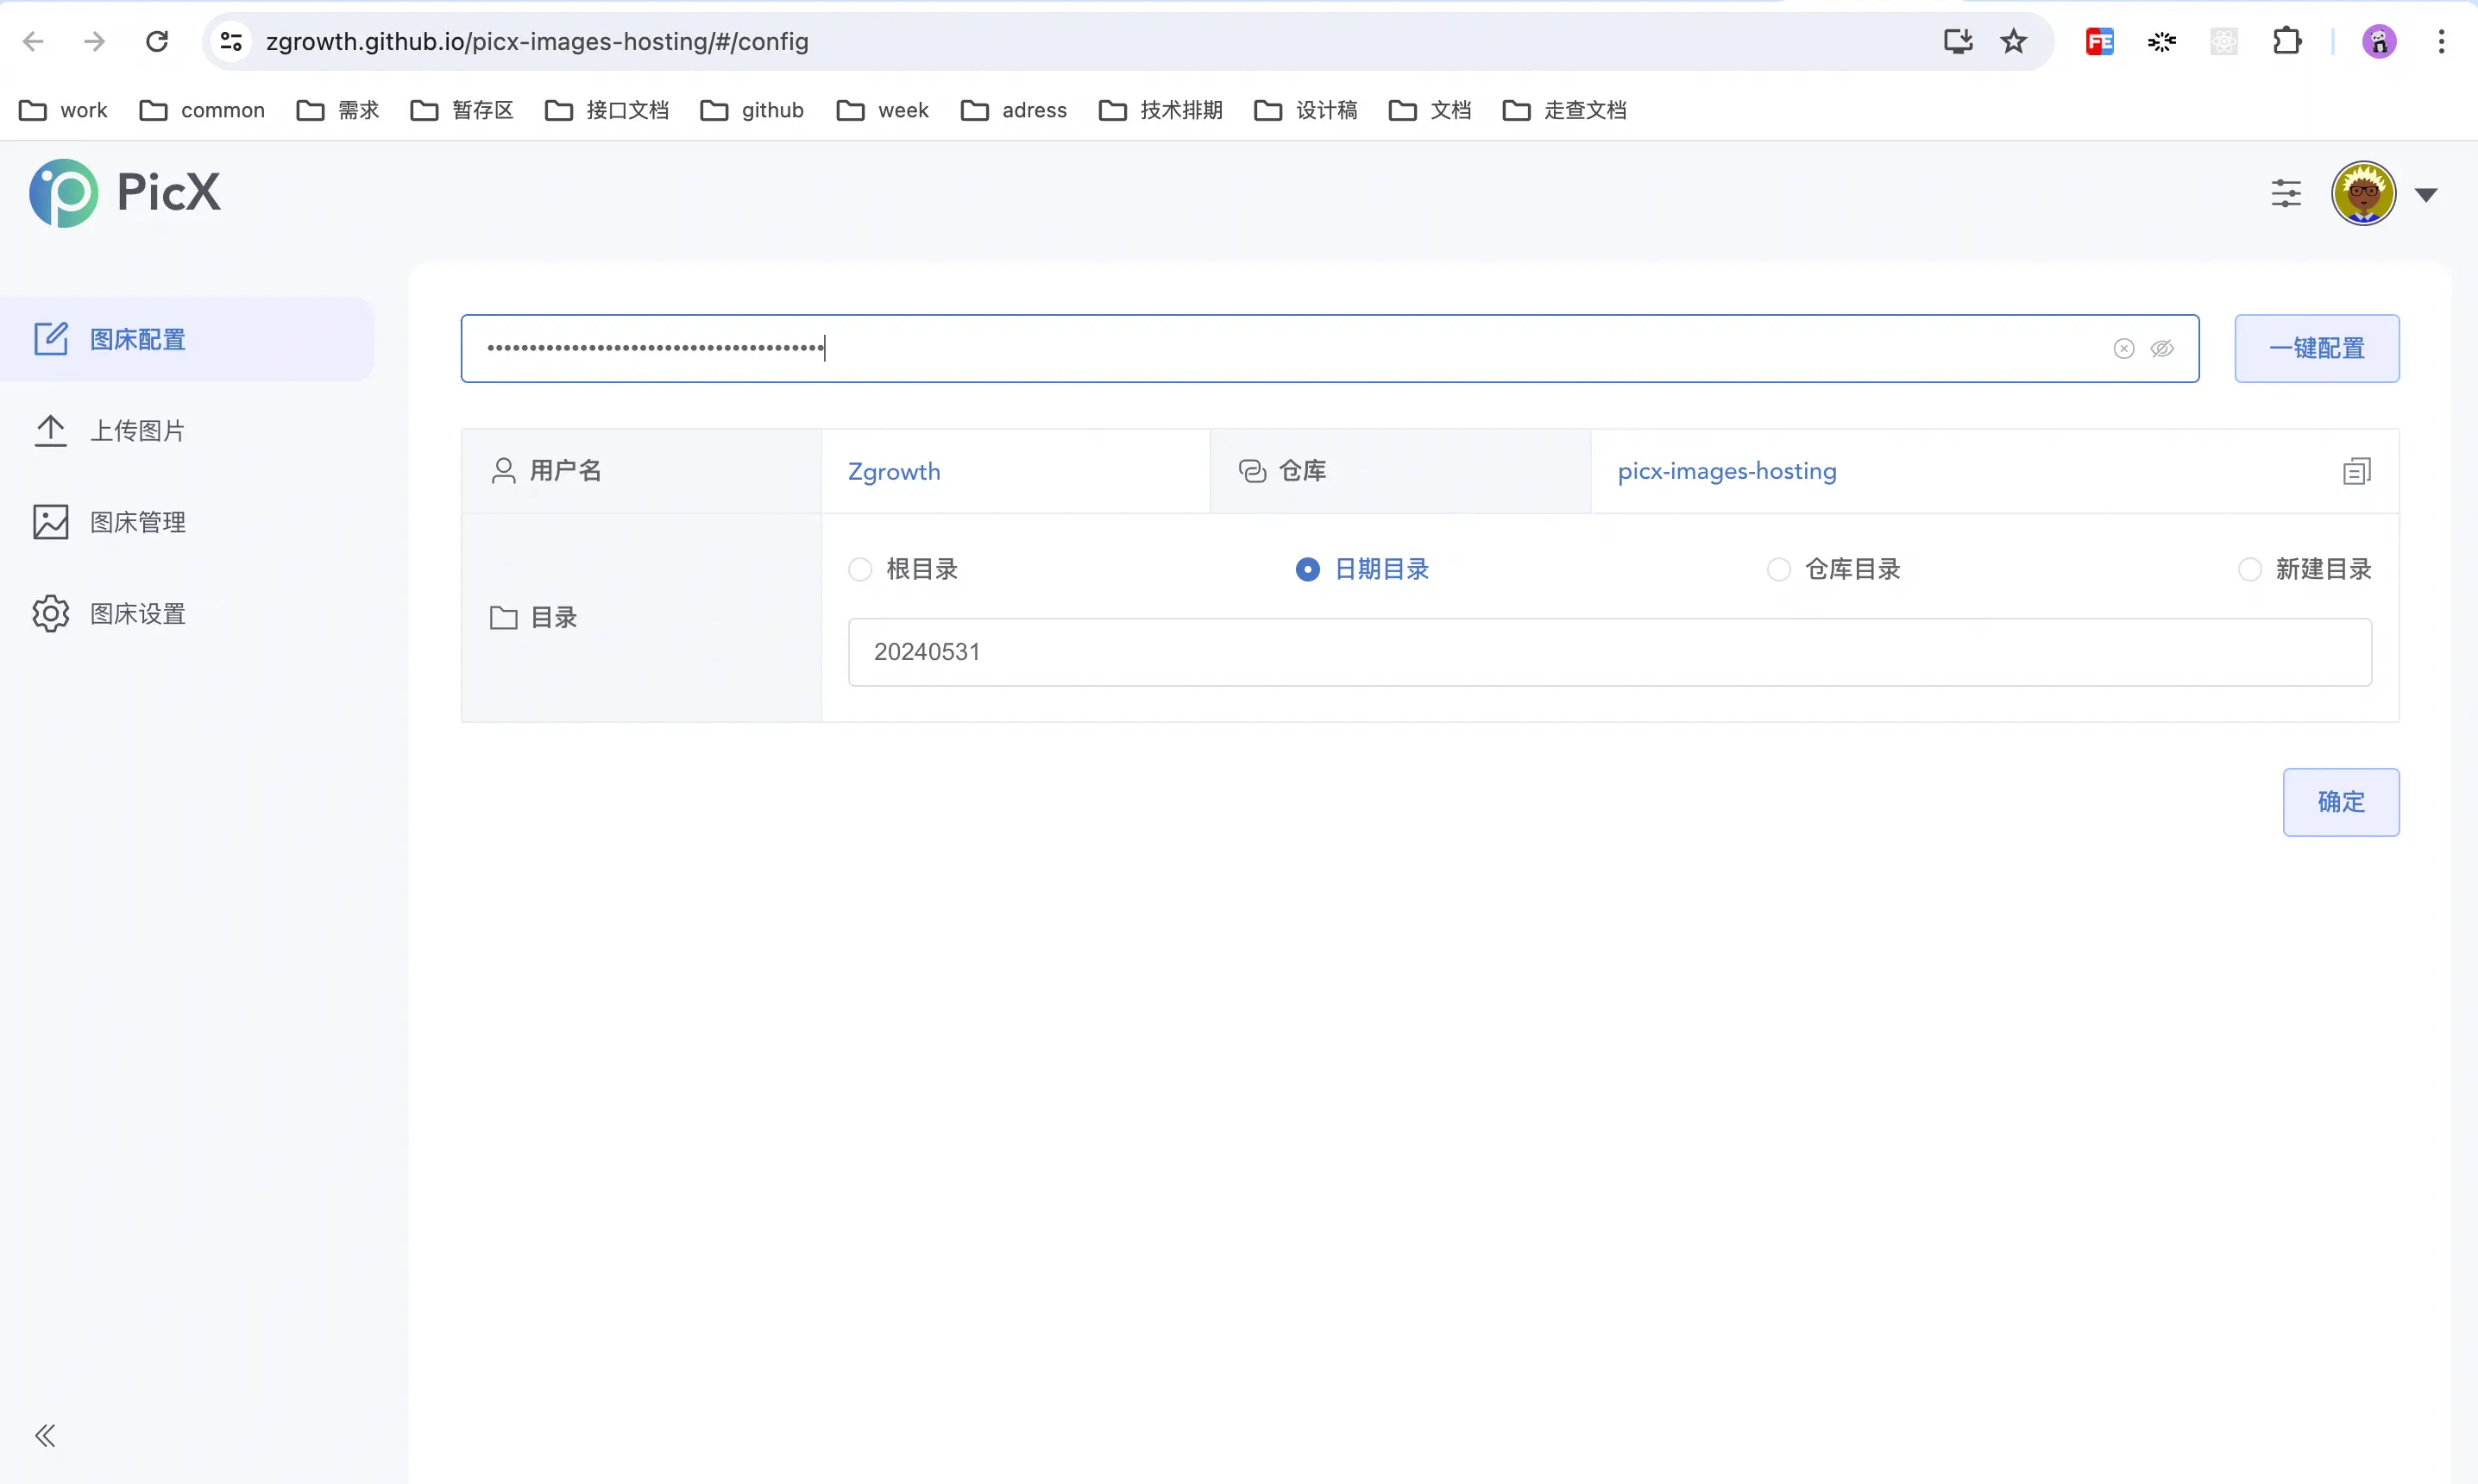 zgrowth.github.io/picx-images-hosting/#/config
FE
work common 需求 暂存区 接口文档 github week adress 技术排期 设计稿 文档 走查文档
PicX
图床配置
上传图片
图床管理
图床设置
•••••••••••••••••••••••••••••••••••••••• 一键配置
用户名 Zgrowth 仓库 picx-images-hosting
目录
根目录 日期目录 仓库目录 新建目录
20240531
确定